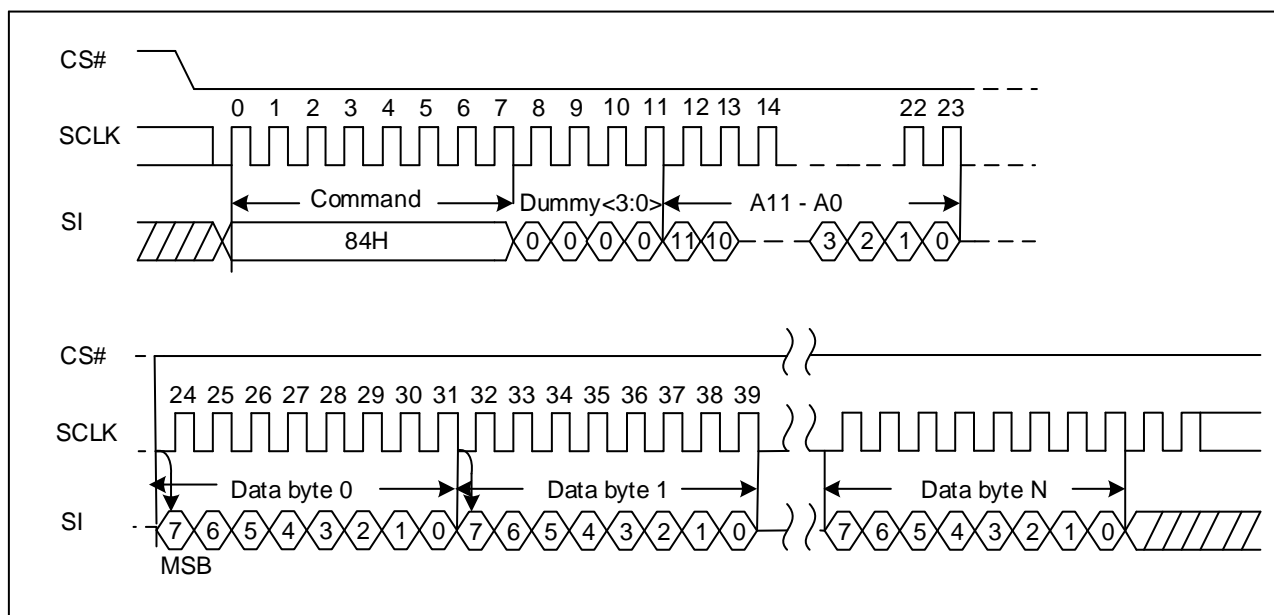 CS#
0 1 2 3 4 5 6 7 8 9 10 11 12 13 14 22 23
SCLK
Command Dummy<3:0> A11 - A0
SI
84H 0 0 0 0 11 10 3 2 1 0
CS#
24 25 26 27 28 29 30 31 32 33 34 35 36 37 38 39
SCLK
Data byte 0 Data byte 1 Data byte N
SI
7 6 5 4 3 2 1 0 7 6 5 4 3 2 1 0 7 6 5 4 3 2 1 0
MSB